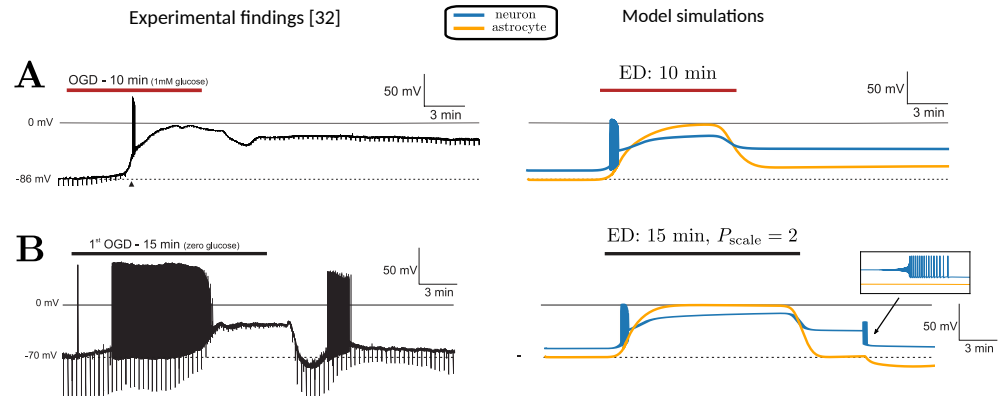 Experimental findings [32]
neuron
astrocyte
Model simulations
A
OGD - 10 min (1mM glucose)
50 mV
3 min
0 mV
-86 mV
ED: 10 min
50 mV
3 min
B
1st OGD - 15 min (zero glucose)
50 mV
3 min
0 mV
-70 mV
ED: 15 min, Pscale = 2
50 mV
3 min
-